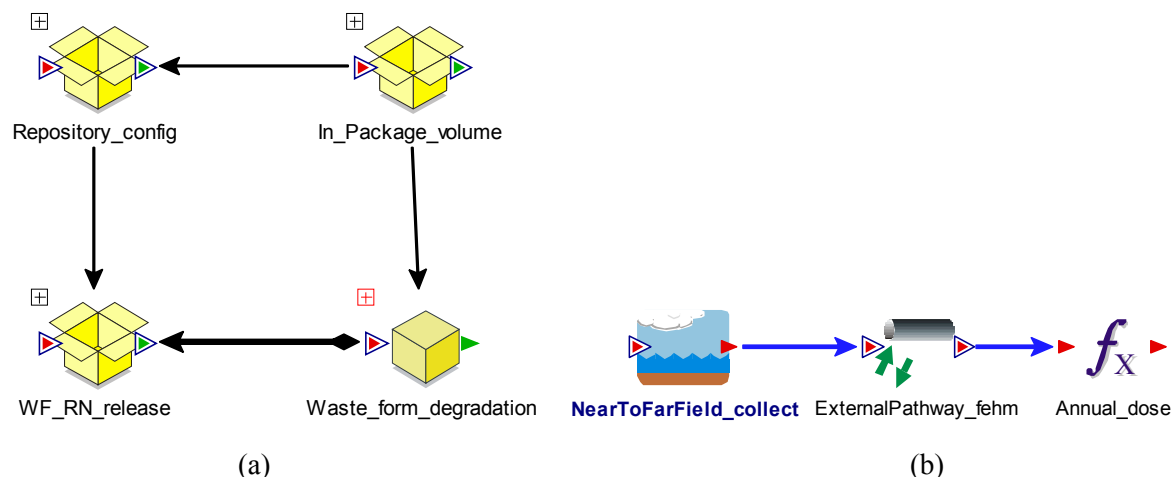 Repository_config
In_Package_volume
WF_RN_release
Waste_form_degradation
(a)
NearToFarField_collect
ExternalPathway_fehm
fx
Annual_dose
(b)